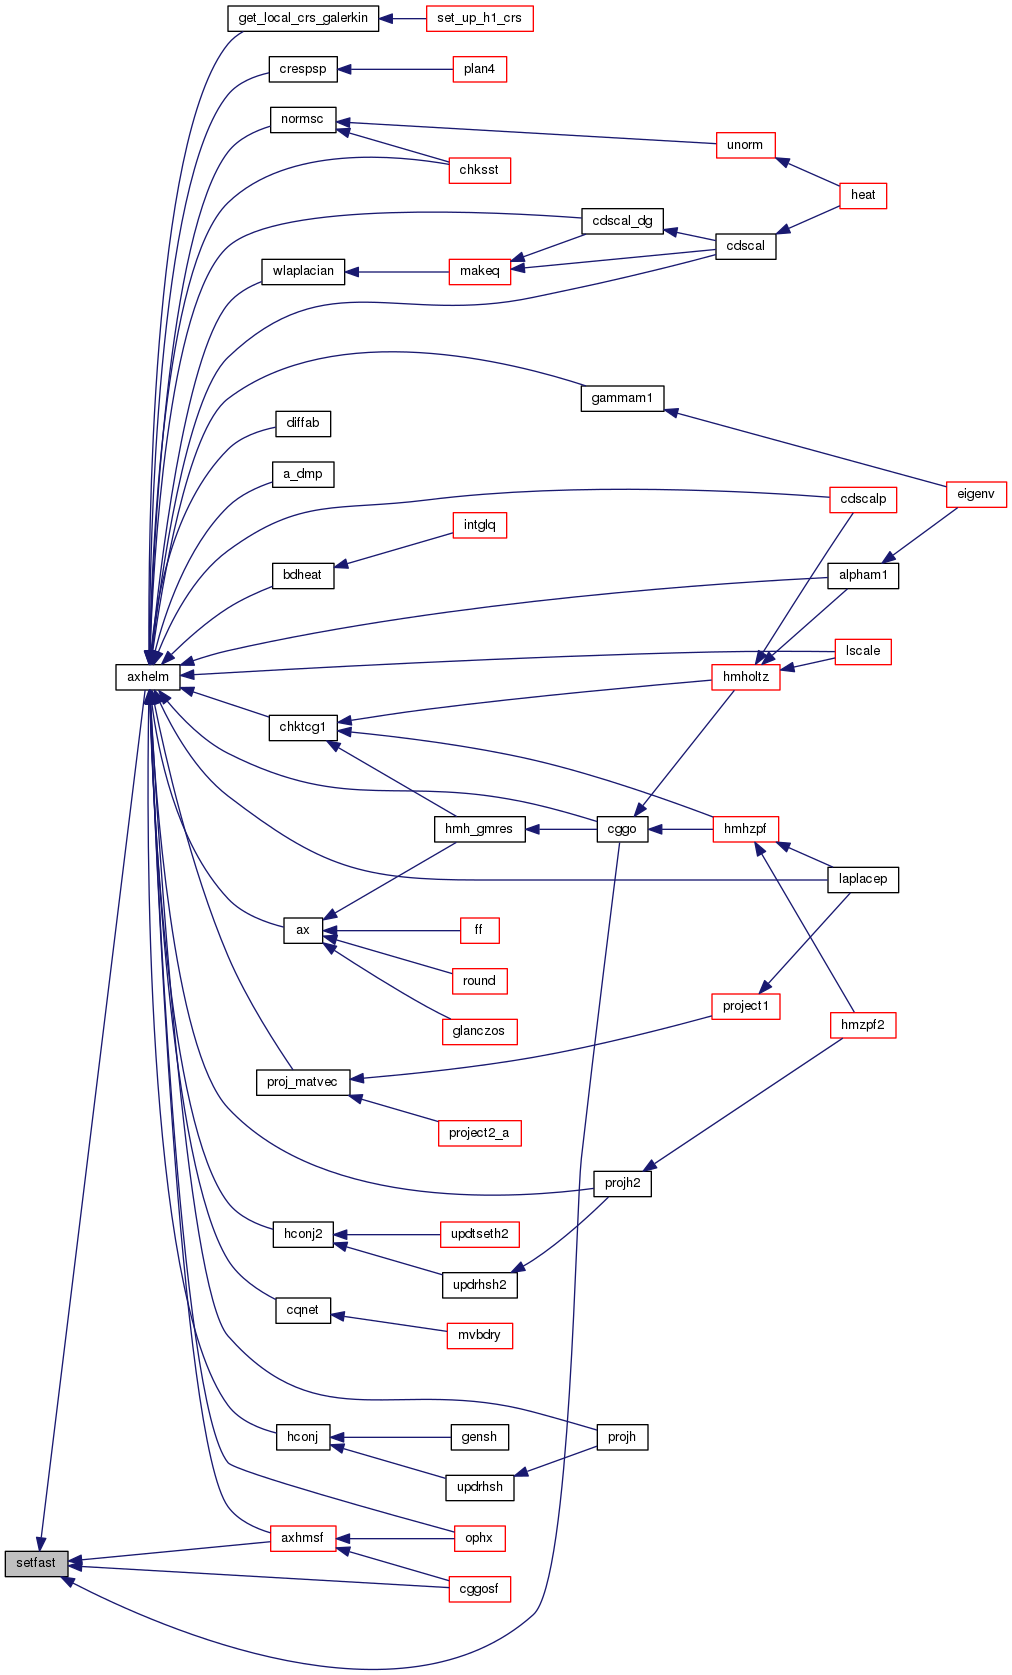 get_local_crs_galerkin
set_up_h1_crs
crespsp
plan4
normsc
unorm
chksst
heat
cdscal_dg
cdscal
wlaplacian
makeq
gammam1
diffab
a_dmp
eigenv
cdscalp
intglq
bdheat
alpham1
lscale
axhelm
hmholtz
chktcg1
hmh_gmres
cggo
hmhzpf
laplacep
ax
ff
round
project1
glanczos
hmzpf2
proj_matvec
project2_a
projh2
hconj2
updtseth2
updrhsh2
cqnet
mvbdry
hconj
gensh
projh
updrhsh
axhmsf
ophx
setfast
cggosf